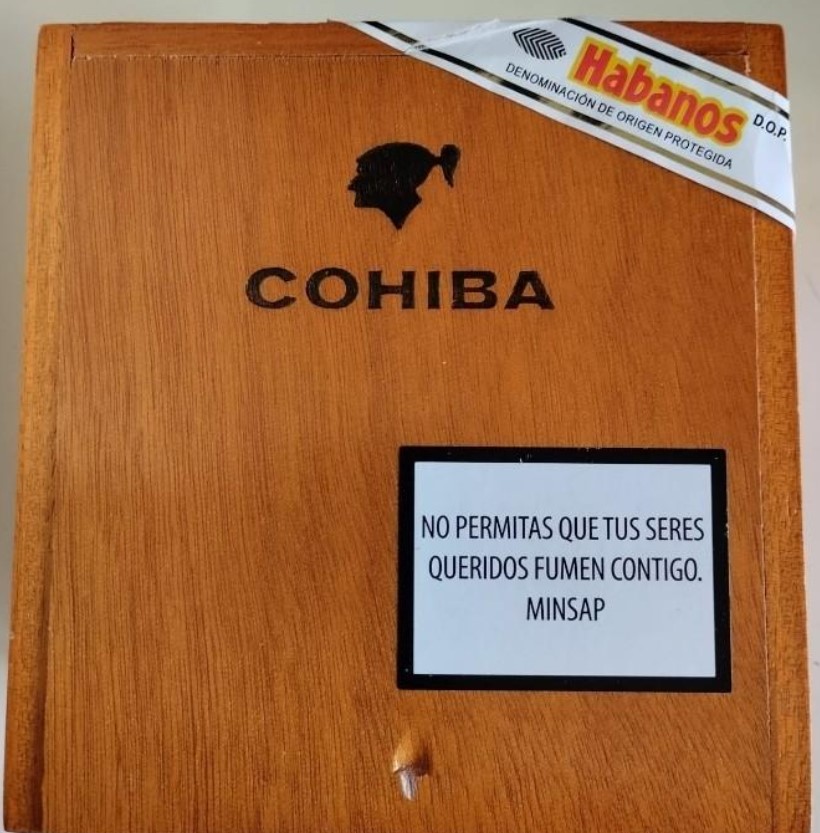 Habanos
D.O.P.
DENOMINACIÓN DE ORIGEN PROTEGIDA
COHIBA
NO PERMITAS QUE TUS SERES
QUERIDOS FUMEN CONTIGO.
MINSAP